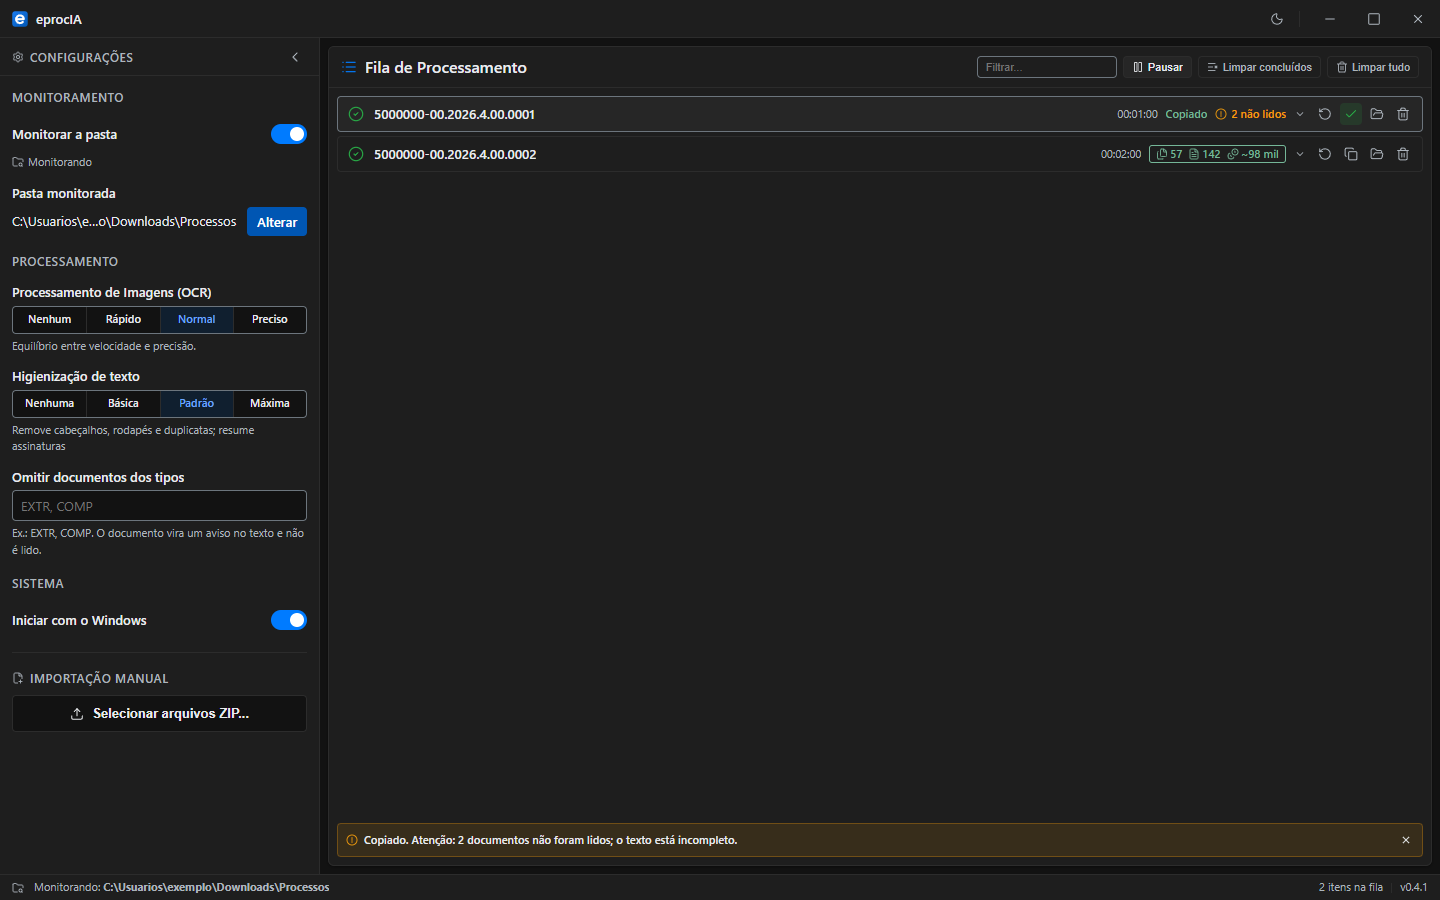 eprocIA
CONFIGURAÇÕES
MONITORAMENTO
Monitorar a pasta
Monitorando
Pasta monitorada
C:\Usuarios\e...o\Downloads\Processos
Alterar
PROCESSAMENTO
Processamento de Imagens (OCR)
Nenhum Rápido Normal Preciso
Equilíbrio entre velocidade e precisão.
Higienização de texto
Nenhuma Básica Padrão Máxima
Remove cabeçalhos, rodapés e duplicatas; resume
assinaturas
Omitir documentos dos tipos
EXTR, COMP
Ex.: EXTR, COMP. O documento vira um aviso no texto e não
é lido.
SISTEMA
Iniciar com o Windows
IMPORTAÇÃO MANUAL
Selecionar arquivos ZIP...
Fila de Processamento
Filtrar...
Pausar
Limpar concluídos
Limpar tudo
5000000-00.2026.4.00.0001 00:01:00 Copiado 2 não lidos
5000000-00.2026.4.00.0002 00:02:00 57 142 ~98 mil
Copiado. Atenção: 2 documentos não foram lidos; o texto está incompleto.
Monitorando: C:\Usuarios\exemplo\Downloads\Processos
2 itens na fila v0.4.1